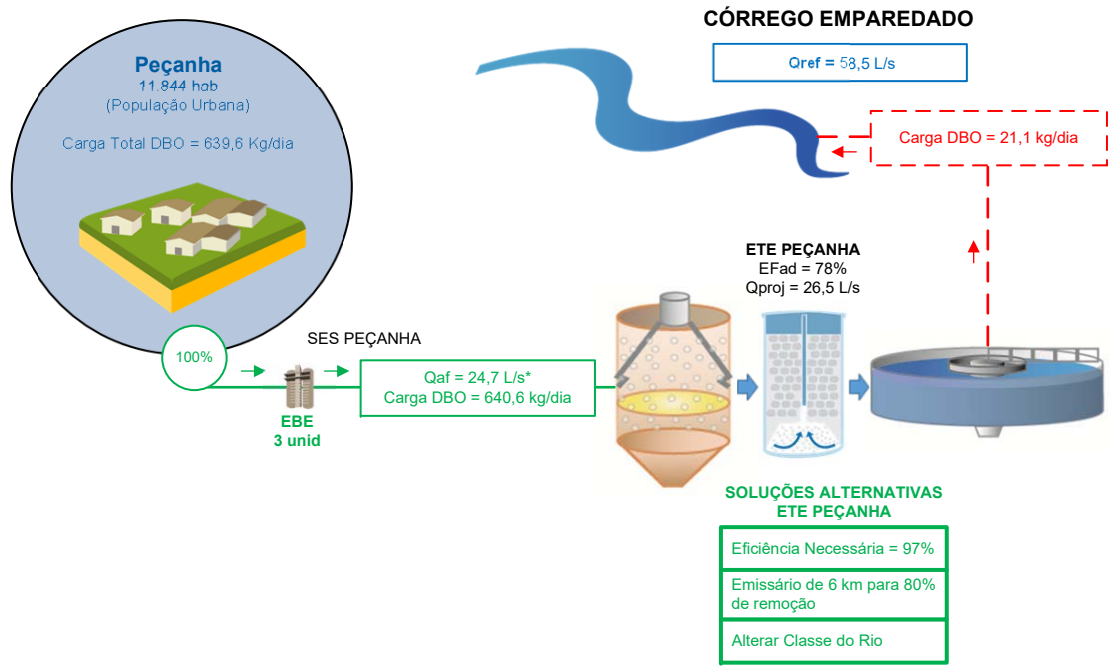 CÓRREGO EMPAREDADO
Qref = 58,5 L/s
Peçanha
11.844 hab
(População Urbana)
Carga Total DBO = 639,6 Kg/dia
Carga DBO = 21,1 kg/dia
ETE PEÇANHA
EFad = 78%
Qproj = 26,5 L/s
100%
SES PEÇANHA
Qaf = 24,7 L/s*
Carga DBO = 640,6 kg/dia
EBE
3 unid
SOLUÇÕES ALTERNATIVAS
ETE PEÇANHA
Eficiência Necessária = 97%
Emissário de 6 km para 80%
de remoção
Alterar Classe do Rio